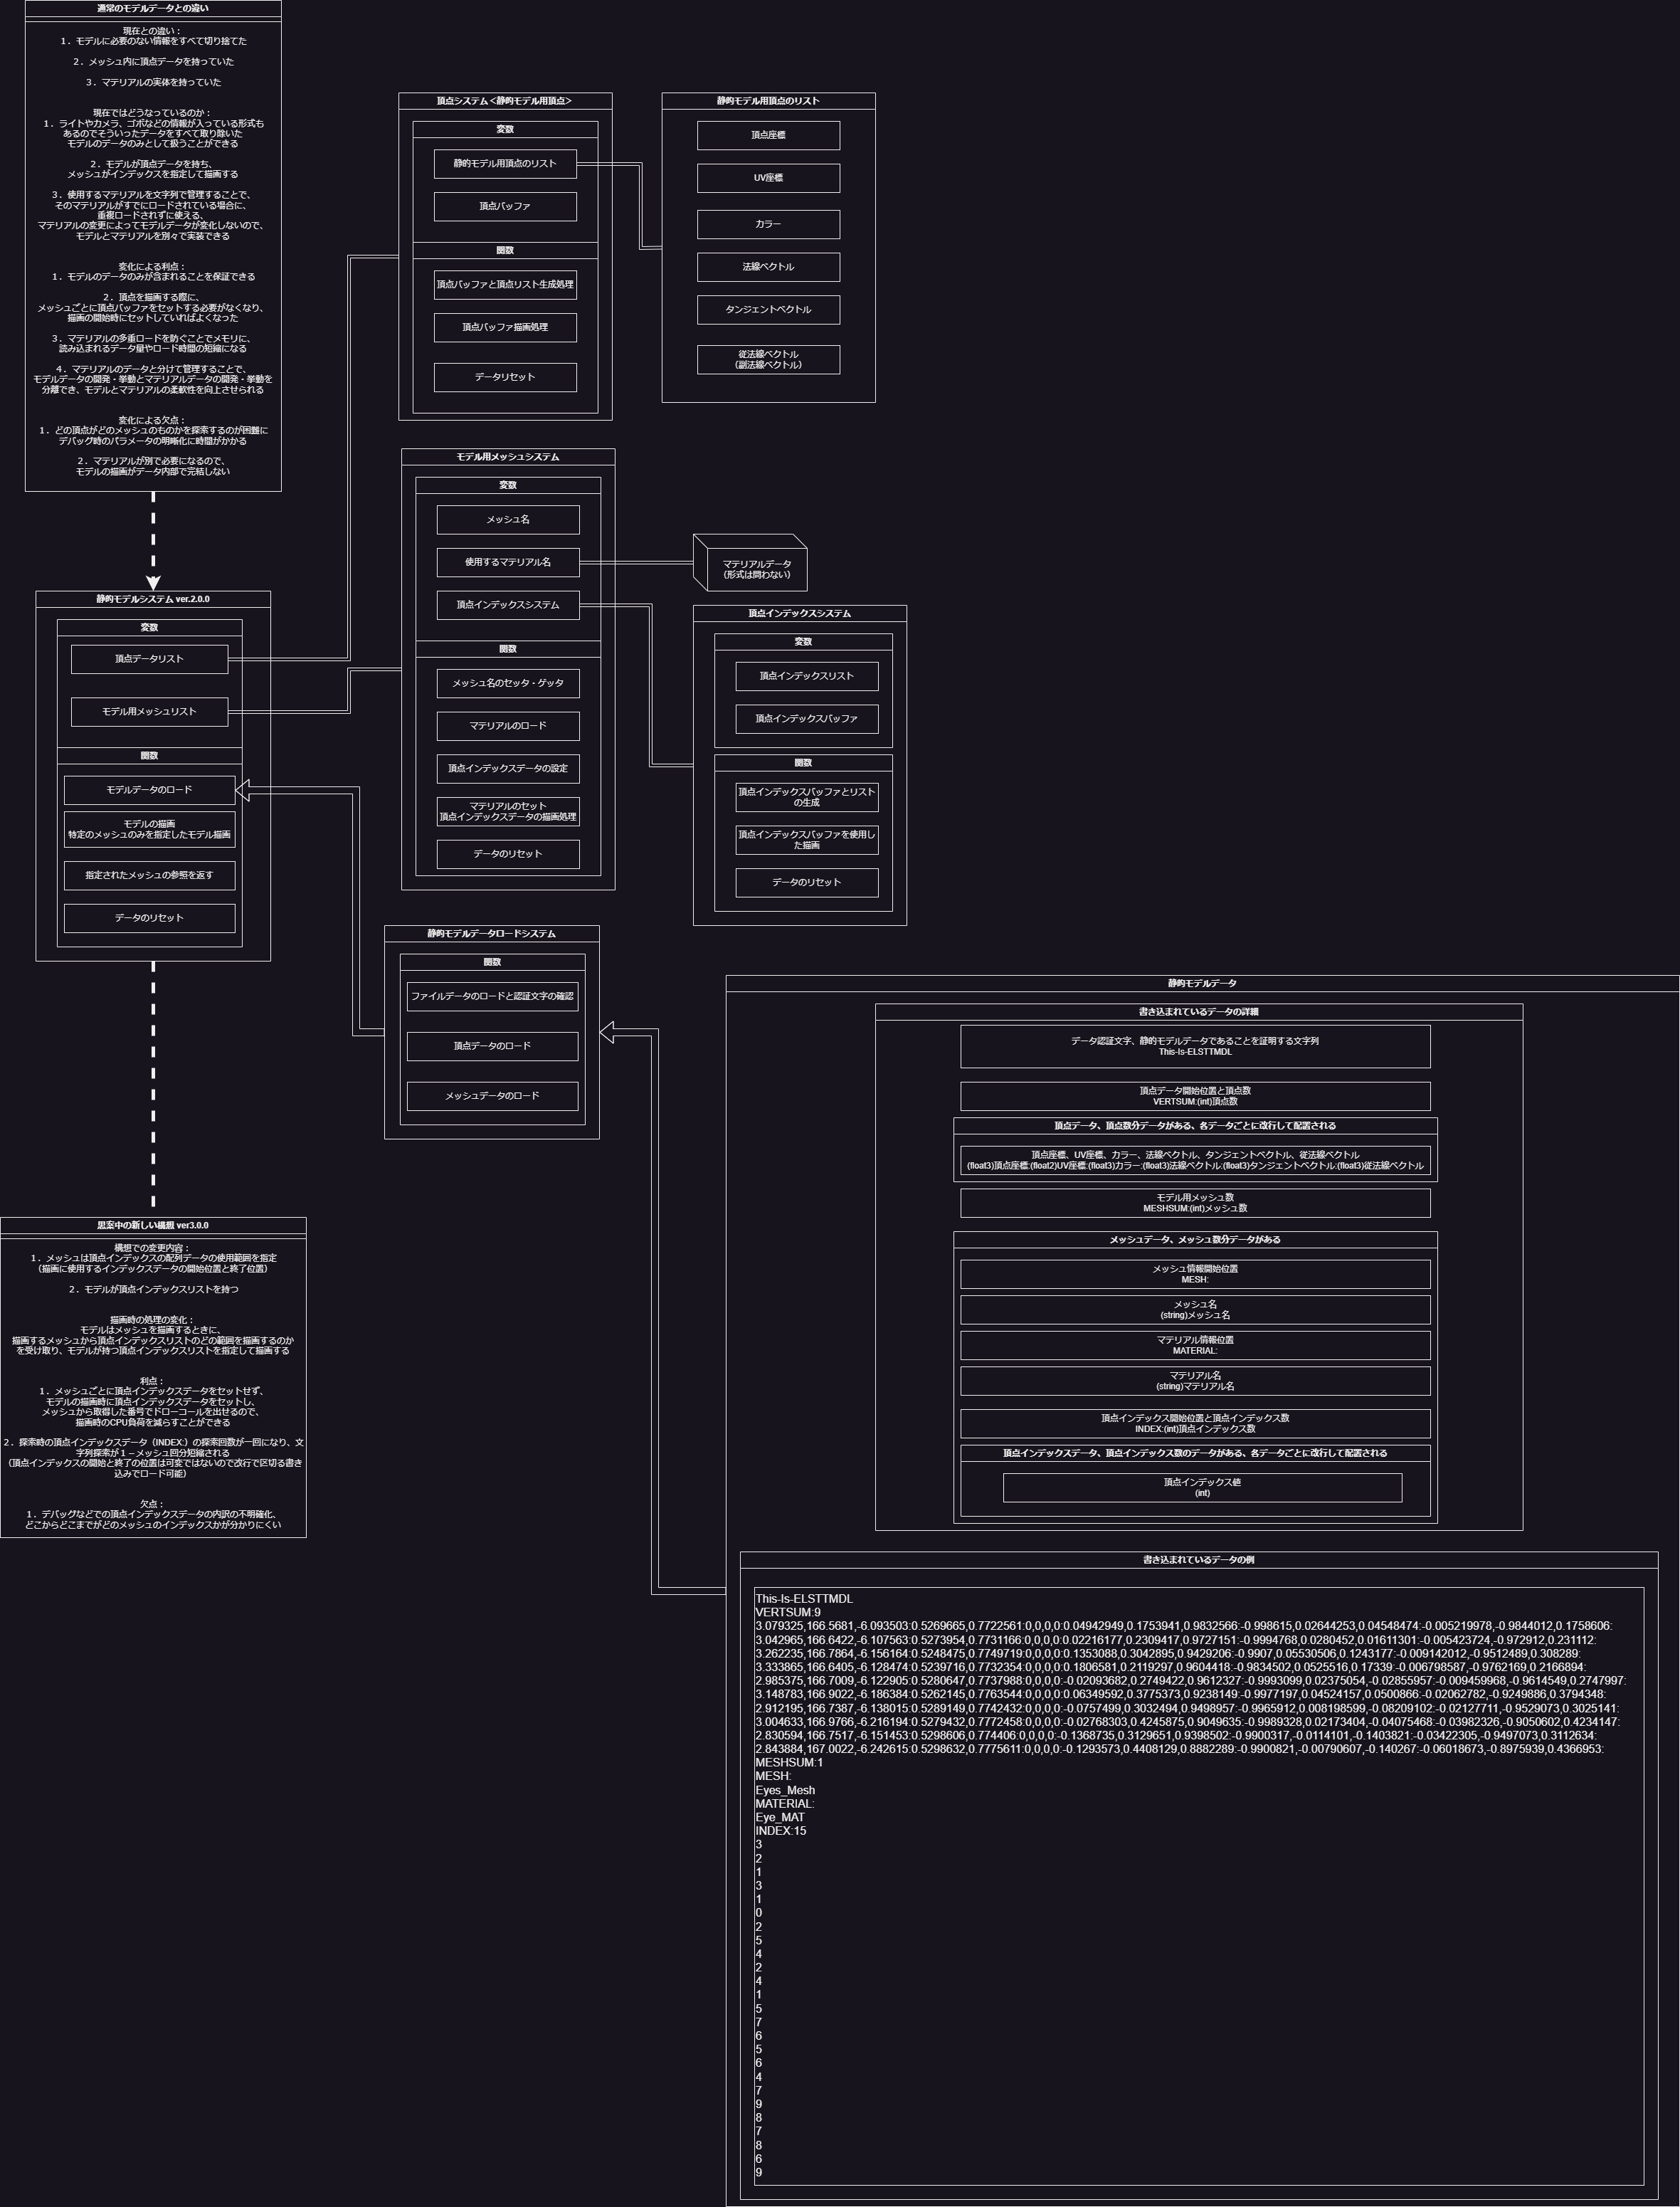 通常のモデルデータとの違い
現在との違い：
１．モデルに必要のない情報をすべて切り捨てた
２．メッシュ内に頂点データを持っていた
３．マテリアルの実体を持っていた
現在ではどうなっているのか：
１．ライトやカメラ、ゴボなどの情報が入っている形式も
あるのでそういったデータをすべて取り除いた
モデルのデータのみとして扱うことができる
２．モデルが頂点データを持ち、
メッシュがインデックスを指定して描画する
３．使用するマテリアルを文字列で管理することで、
そのマテリアルがすでにロードされている場合に、
重複ロードされずに使える、
マテリアルの変更によってモデルデータが変化しないので、
モデルとマテリアルを別々で実装できる
変化による利点：
１．モデルのデータのみが含まれることを保証できる
２．頂点を描画する際に、
メッシュごとに頂点バッファをセットする必要がなくなり、
描画の開始時にセットしていればよくなった
３．マテリアルの多重ロードを防ぐことでメモリに、
読み込まれるデータ量やロード時間の短縮になる
４．マテリアルのデータと分けて管理することで、
モデルデータの開発・挙動とマテリアルデータの開発・挙動を
分離でき、モデルとマテリアルの柔軟性を向上させられる
変化による欠点：
１．どの頂点がどのメッシュのものかを探索するのが困難に
デバッグ時のパラメータの明晰化に時間がかかる
２．マテリアルが別で必要になるので、
モデルの描画がデータ内部で完結しない
静的モデルシステム ver.2.0.0
変数
頂点データリスト
モデル用メッシュリスト
関数
モデルデータのロード
モデルの描画
特定のメッシュのみを指定したモデル描画
指定されたメッシュの参照を返す
データのリセット
思案中の新しい構想 ver3.0.0
構想での変更内容：
１．メッシュは頂点インデックスの配列データの使用範囲を指定
（描画に使用するインデックスデータの開始位置と終了位置）
２．モデルが頂点インデックスリストを持つ
描画時の処理の変化：
モデルはメッシュを描画するときに、
描画するメッシュから頂点インデックスリストのどの範囲を描画するのか
を受け取り、モデルが持つ頂点インデックスリストを指定して描画する
利点：
１．メッシュごとに頂点インデックスデータをセットせず、
モデルの描画時に頂点インデックスデータをセットし、
メッシュから取得した番号でドローコールを出せるので、
描画時のCPU負荷を減らすことができる
２．探索時の頂点インデックスデータ（INDEX:）の探索回数が一回になり、文
字列探索が１－メッシュ回分短縮される
（頂点インデックスの開始と終了の位置は可変ではないので改行で区切る書き
込みでロード可能）
欠点：
１．デバッグなどでの頂点インデックスデータの内訳の不明確化、
どこからどこまでがどのメッシュのインデックスかが分かりにくい
頂点システム＜静的モデル用頂点＞
変数
静的モデル用頂点のリスト
頂点バッファ
関数
頂点バッファと頂点リスト生成処理
頂点バッファ描画処理
データリセット
静的モデル用頂点のリスト
頂点座標
UV座標
カラー
法線ベクトル
タンジェントベクトル
従法線ベクトル
（副法線ベクトル）
モデル用メッシュシステム
変数
メッシュ名
使用するマテリアル名
頂点インデックスシステム
関数
メッシュ名のセッタ・ゲッタ
マテリアルのロード
頂点インデックスデータの設定
マテリアルのセット
頂点インデックスデータの描画処理
データのリセット
マテリアルデータ
（形式は問わない）
頂点インデックスシステム
変数
頂点インデックスリスト
頂点インデックスバッファ
関数
頂点インデックスバッファとリスト
の生成
頂点インデックスバッファを使用し
た描画
データのリセット
静的モデルデータロードシステム
関数
ファイルデータのロードと認証文字の確認
頂点データのロード
メッシュデータのロード
静的モデルデータ
書き込まれているデータの詳細
データ認証文字、静的モデルデータであることを証明する文字列
This-Is-ELSTTMDL
頂点データ開始位置と頂点数
VERTSUM:(int)頂点数
頂点データ、頂点数分データがある、各データごとに改行して配置される
頂点座標、UV座標、カラー、法線ベクトル、タンジェントベクトル、従法線ベクトル
(float3)頂点座標:(float2)UV座標:(float3)カラー:(float3)法線ベクトル:(float3)タンジェントベクトル:(float3)従法線ベクトル
モデル用メッシュ数
MESHSUM:(int)メッシュ数
メッシュデータ、メッシュ数分データがある
メッシュ情報開始位置
MESH:
メッシュ名
(string)メッシュ名
マテリアル情報位置
MATERIAL:
マテリアル名
(string)マテリアル名
頂点インデックス開始位置と頂点インデックス数
INDEX:(int)頂点インデックス数
頂点インデックスデータ、頂点インデックス数のデータがある、各データごとに改行して配置される
頂点インデックス値
(int)
書き込まれているデータの例
This-Is-ELSTTMDL
VERTSUM:9
3.079325,166.5681,-6.093503:0.5269665,0.7722561:0,0,0,0:0.04942949,0.1753941,0.9832566:-0.998615,0.02644253,0.04548474:-0.005219978,-0.9844012,0.1758606:
3.042965,166.6422,-6.107563:0.5273954,0.7731166:0,0,0,0:0.02216177,0.2309417,0.9727151:-0.9994768,0.0280452,0.01611301:-0.005423724,-0.972912,0.231112:
3.262235,166.7864,-6.156164:0.5248475,0.7749719:0,0,0,0:0.1353088,0.3042895,0.9429206:-0.9907,0.05530506,0.1243177:-0.009142012,-0.9512489,0.308289:
3.333865,166.6405,-6.128474:0.5239716,0.7732354:0,0,0,0:0.1806581,0.2119297,0.9604418:-0.9834502,0.0525516,0.17339:-0.006798587,-0.9762169,0.2166894:
2.985375,166.7009,-6.122905:0.5280647,0.7737988:0,0,0,0:-0.02093682,0.2749422,0.9612327:-0.9993099,0.02375054,-0.02855957:-0.009459968,-0.9614549,0.2747997:
3.148783,166.9022,-6.186384:0.5262145,0.7763544:0,0,0,0:0.06349592,0.3775373,0.9238149:-0.9977197,0.04524157,0.0500866:-0.02062782,-0.9249886,0.3794348:
2.912195,166.7387,-6.138015:0.5289149,0.7742432:0,0,0,0:-0.0757499,0.3032494,0.9498957:-0.9965912,0.008198599,-0.08209102:-0.02127711,-0.9529073,0.3025141:
3.004633,166.9766,-6.216194:0.5279432,0.7772458:0,0,0,0:-0.02768303,0.4245875,0.9049635:-0.9989328,0.02173404,-0.04075468:-0.03982326,-0.9050602,0.4234147:
2.830594,166.7517,-6.151453:0.5298606,0.774406:0,0,0,0:-0.1368735,0.3129651,0.9398502:-0.9900317,-0.0114101,-0.1403821:-0.03422305,-0.9497073,0.3112634:
2.843884,167.0022,-6.242615:0.5298632,0.7775611:0,0,0,0:-0.1293573,0.4408129,0.8882289:-0.9900821,-0.00790607,-0.140267:-0.06018673,-0.8975939,0.4366953:
MESHSUM:1
MESH:
Eyes_Mesh
MATERIAL:
Eye_MAT
INDEX:15
3
2
1
3
1
0
2
5
4
2
4
1
5
7
6
5
6
4
7
9
8
7
8
6
9